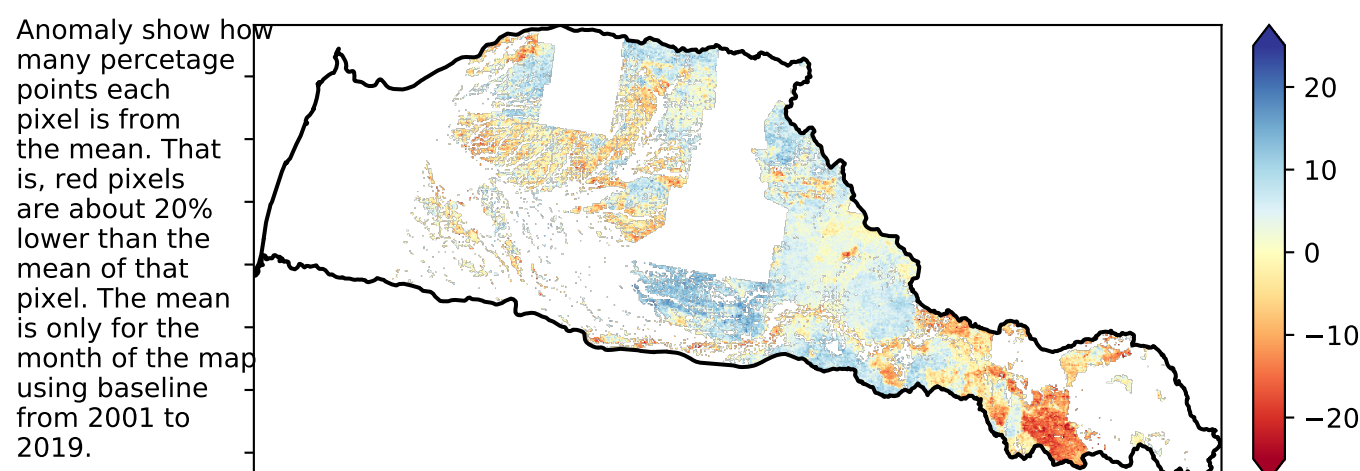 Anomaly show how
many percetage
points each
pixel is from
the mean. That
is, red pixels
are about 20%
lower than the
mean of that
pixel. The mean
is only for the
month of the map
using baseline
from 2001 to
2019.
20
10
0
−10
−20